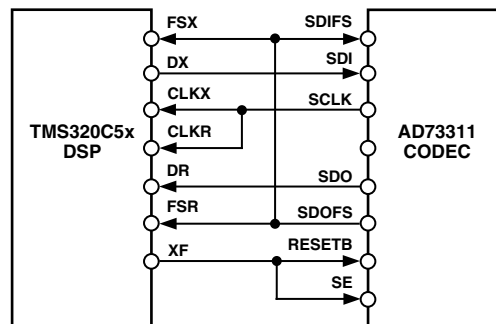 FSX SDIFS
DX SDI
CLKX SCLK
TMS320C5x
DSP
CLKR
AD73311
CODEC
DR SDO
FSR SDOFS
XF RESETB
SE